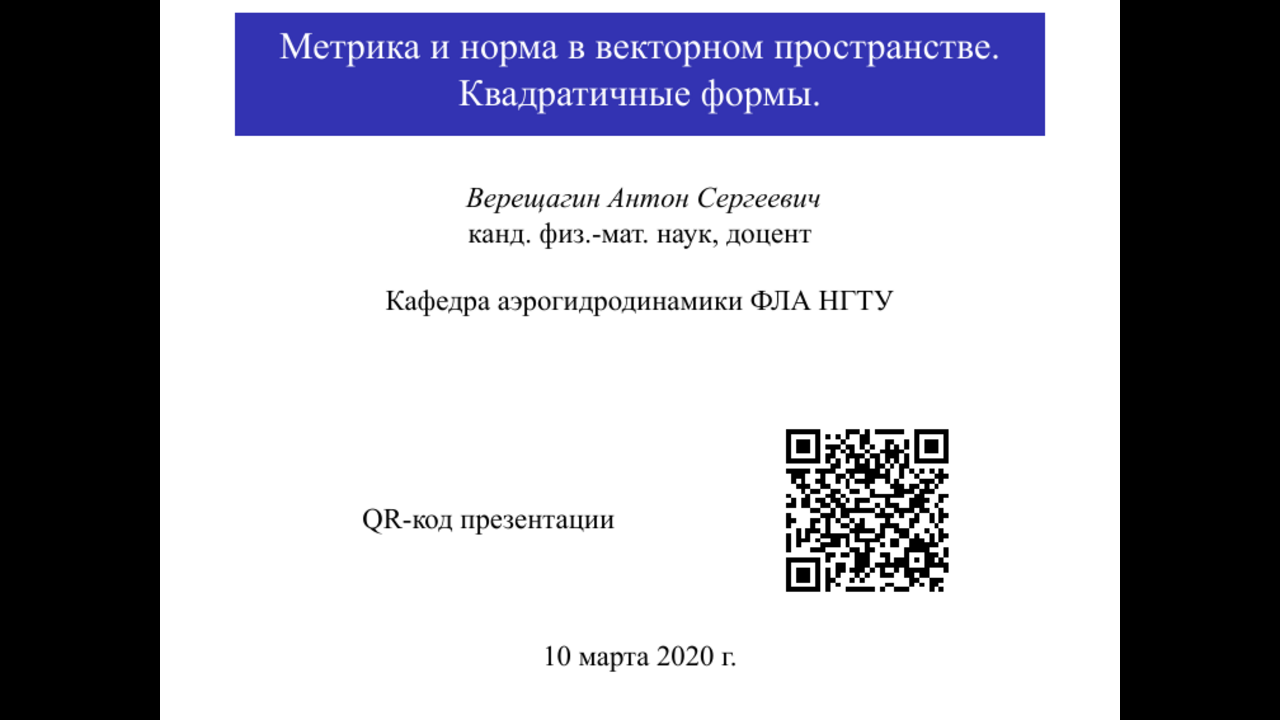 Метрика и норма в векторном пространстве.
Квадратичные формы.
Верещагин Антон Сергеевич
канд. физ.-мат. наук, доцент
Кафедра аэрогидродинамики ФЛА НГТУ
QR-код презентации
10 марта 2020 г.